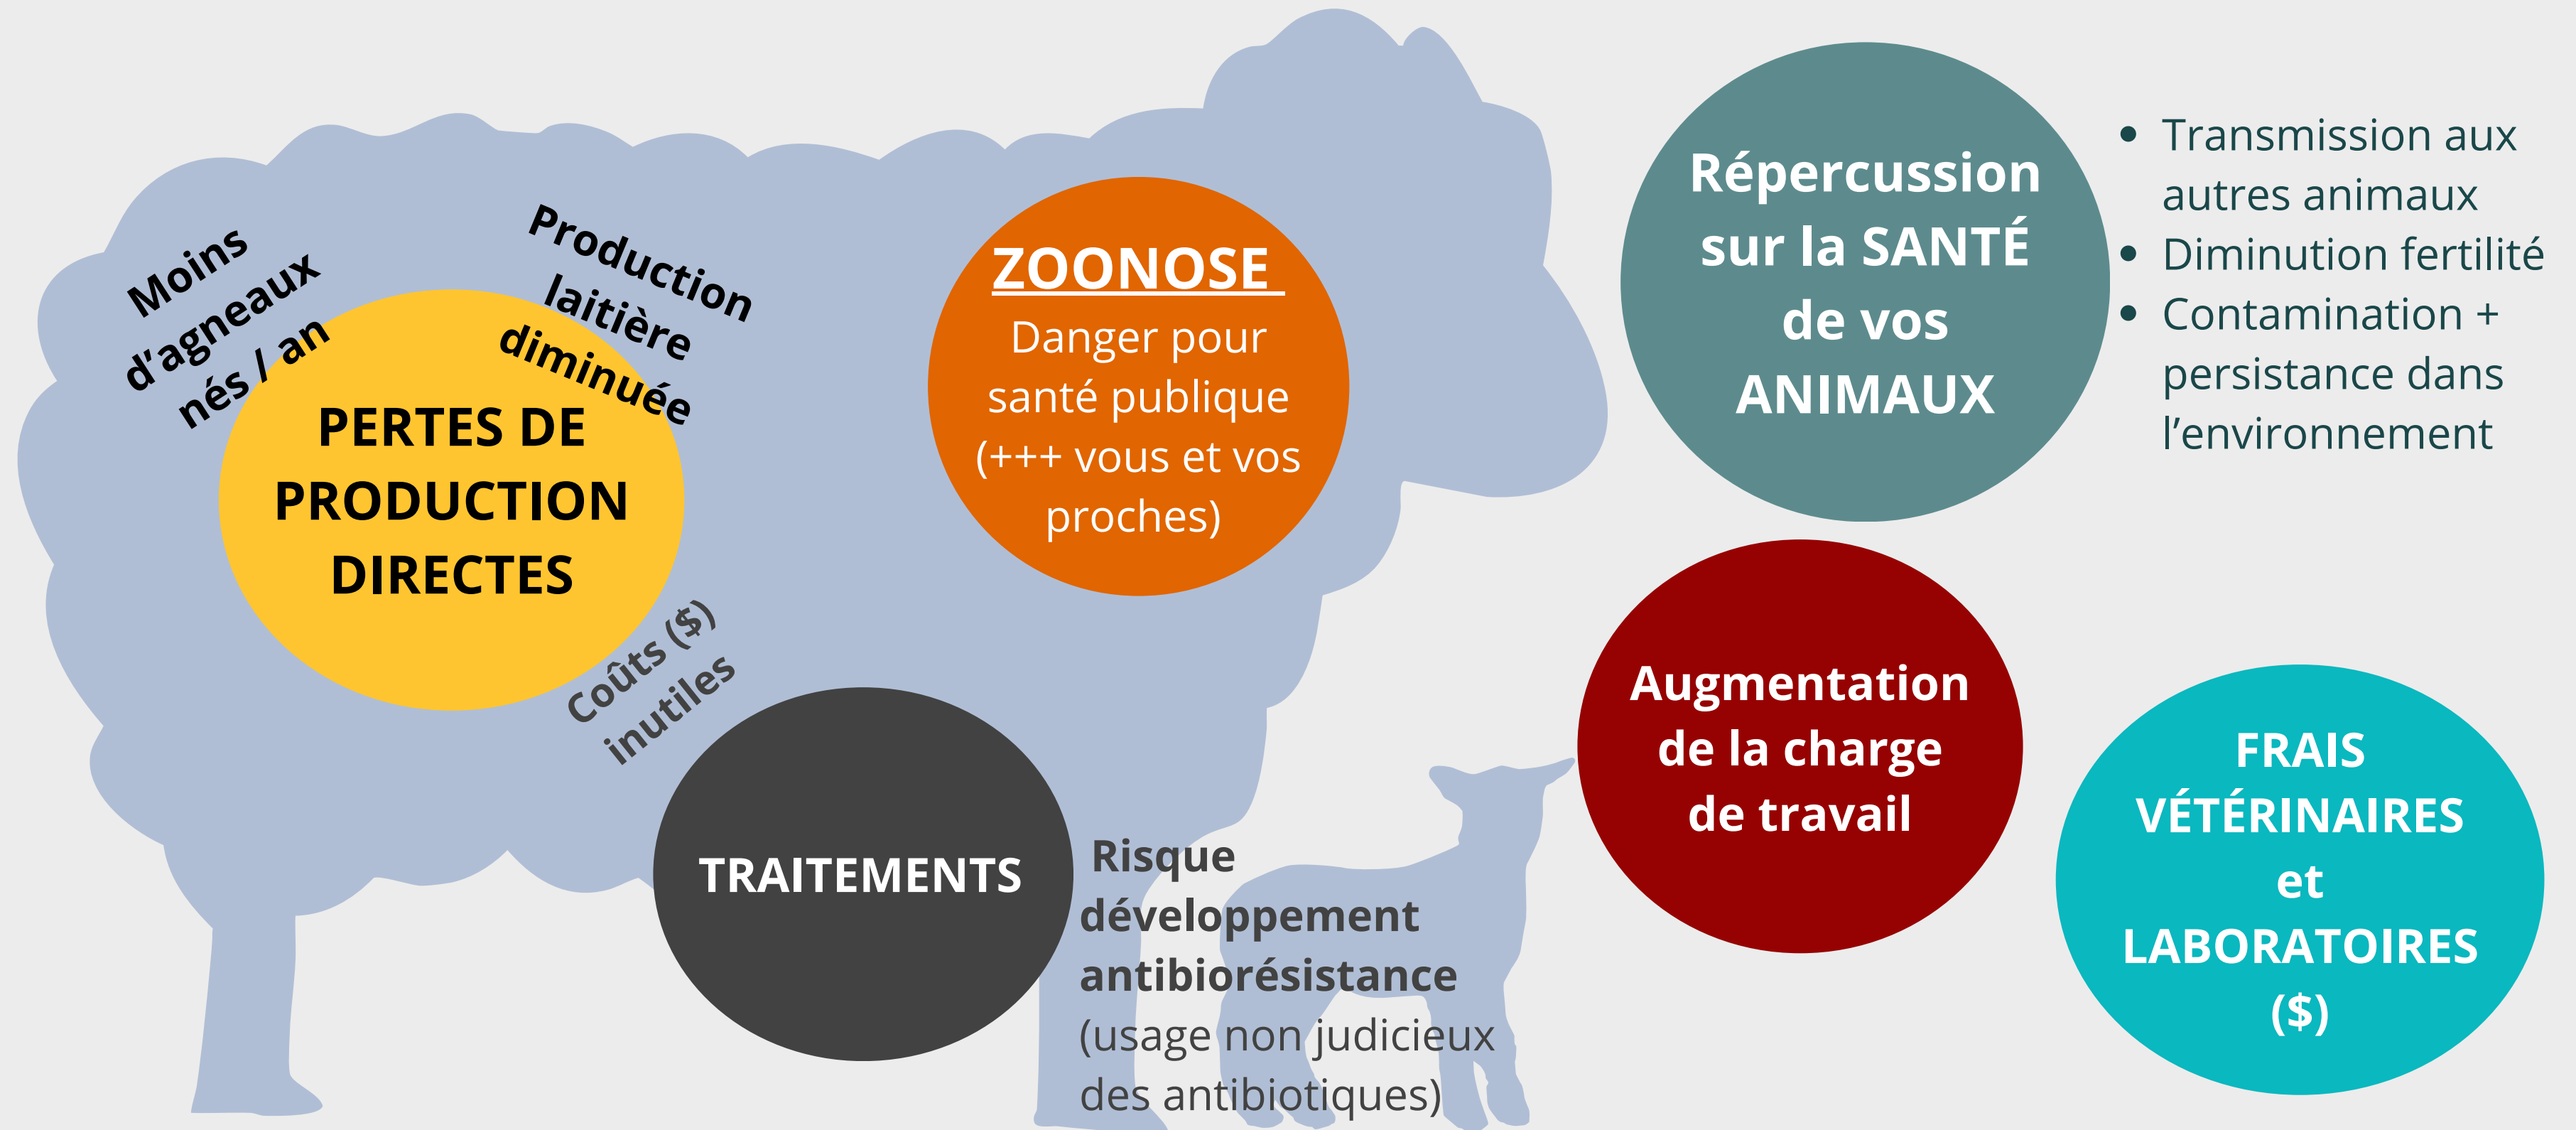 Moins
d'agneaux
nés / an
Production
laitière
diminuée
PERTES DE
PRODUCTION
DIRECTES
ZOONOSE
Danger pour
santé publique
(+++ vous et vos
proches)
Répercussion
sur la SANTÉ
de vos
ANIMAUX
• Transmission aux
autres animaux
• Diminution fertilité
• Contamination +
persistance dans
l'environnement
Coûts ($)
inutiles
TRAITEMENTS
Risque
développement
antibiorésistance
(usage non judicieux
des antibiotiques)
Augmentation
de la charge
de travail
FRAIS
VÉTÉRINAIRES
et
LABORATOIRES
($)